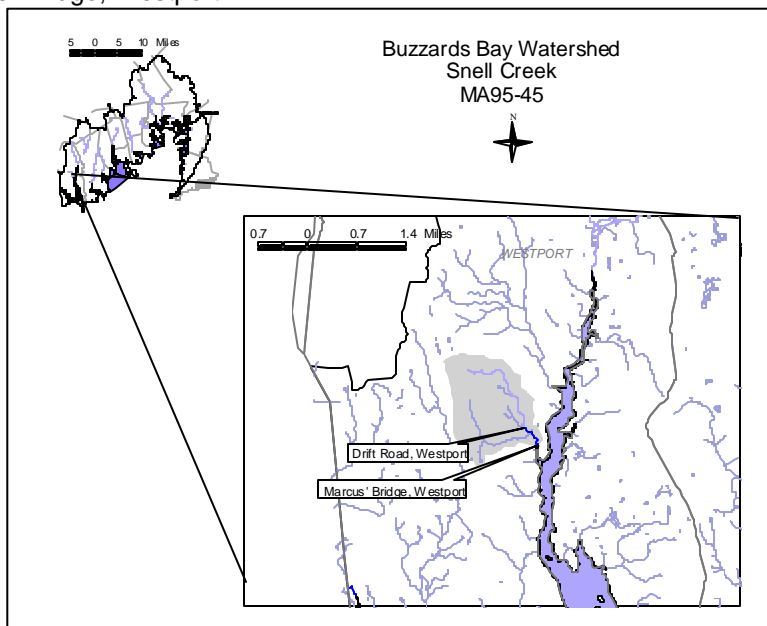 5 0 5 10 Miles
Buzzards Bay Watershed
Snell Creek
MA95-45
N
0.7 0 0.7 1.4 Miles
WESTPORT
Drift Road, Westport
Marcus' Bridge, Westport